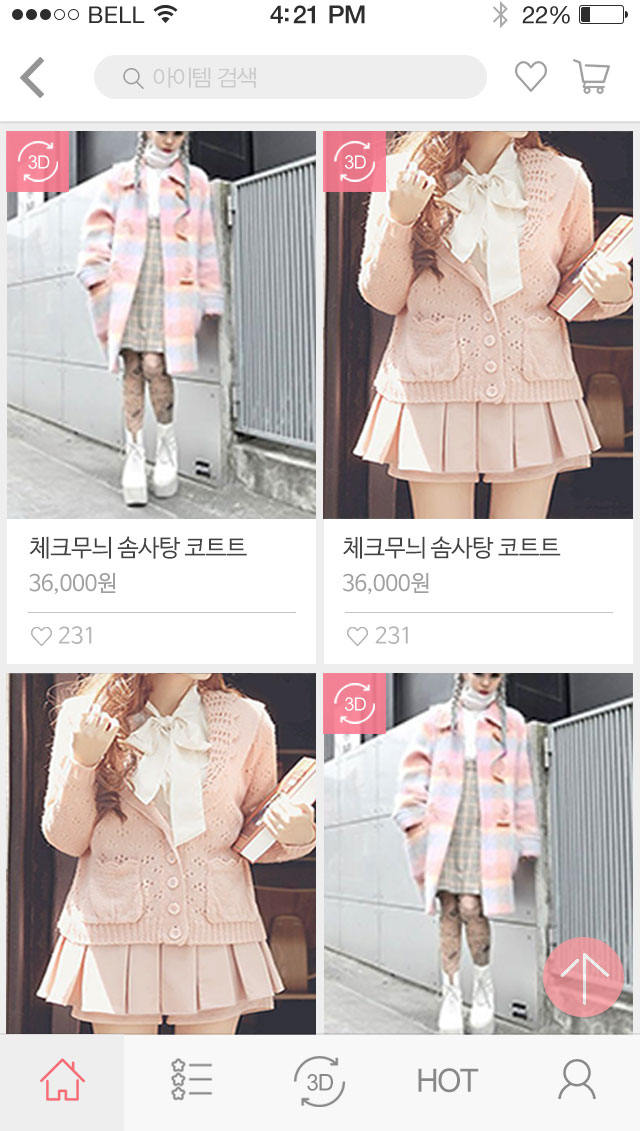 BELL 4:21 PM 22%
아이템 검색
3D 3D
체크무늬 솜사탕 코트트 체크무늬 솜사탕 코트트
36,000원 36,000원
231 231
3D
3D HOT